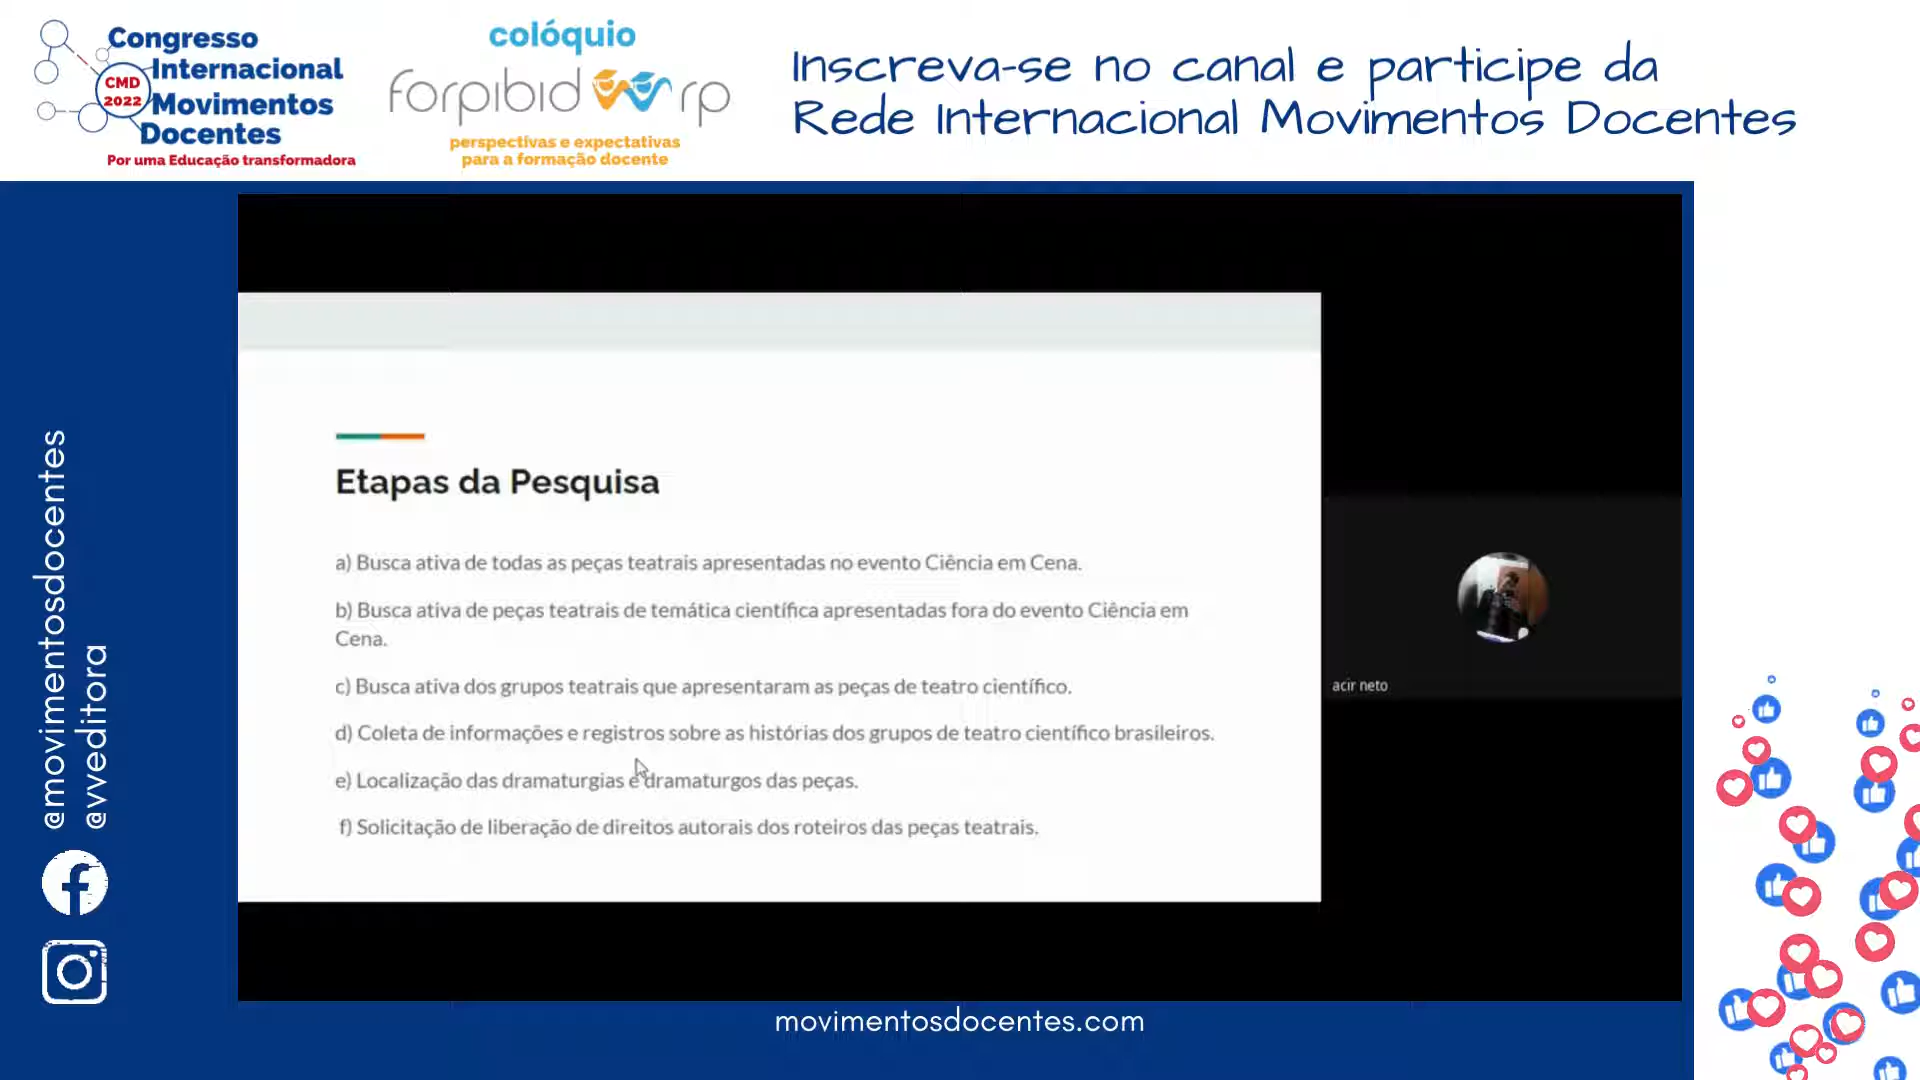 Congresso
Internacional
Movimentos
Docentes
CMD
2022
Por uma Educação transformadora
colóquio
forpibid rp
perspectivas e expectativas
para a formação docente
Inscreva-se no canal e participe da
Rede Internacional Movimentos Docentes
@movimentosdocentes
@vveditora
Etapas da Pesquisa
a) Busca ativa de todas as peças teatrais apresentadas no evento Ciência em Cena.
b) Busca ativa de peças teatrais de temática científica apresentadas fora do evento Ciência em
Cena.
c) Busca ativa dos grupos teatrais que apresentaram as peças de teatro científico.
d) Coleta de informações e registros sobre as histórias dos grupos de teatro científico brasileiros.
e) Localização das dramaturgias e dramaturgos das peças.
f) Solicitação de liberação de direitos autorais dos roteiros das peças teatrais.
acir neto
movimentosdocentes.com